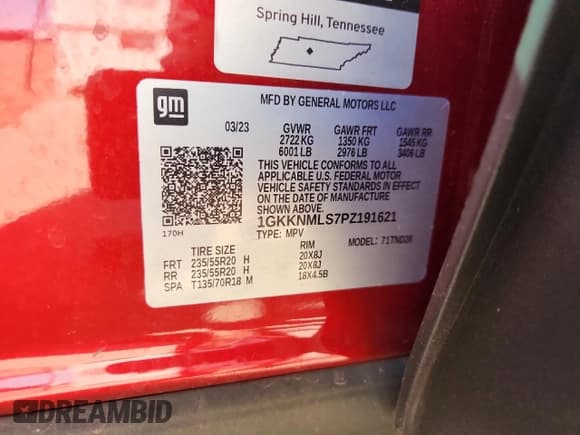 Spring Hill, Tennessee
gm
MFD BY GENERAL MOTORS LLC
03/23 GVWR GAWR FRT GAWR RR
2722 KG 1350 KG 1545 KG
6001 LB 2976 LB 3406 LB
THIS VEHICLE CONFORMS TO ALL
APPLICABLE U.S. FEDERAL MOTOR
VEHICLE SAFETY STANDARDS IN EFFECT
ON THE DATE OF MANUFACTURE
SHOWN ABOVE.
1GKKNMLS7PZ191621
170H
TYPE: MPV MODEL: 71TND26
TIRE SIZE RIM
FRT 235/55R20 H 20X8J
RR 235/55R20 H 20X8J
SPA T135/70R18 M 18X4.5B
DREAMBID